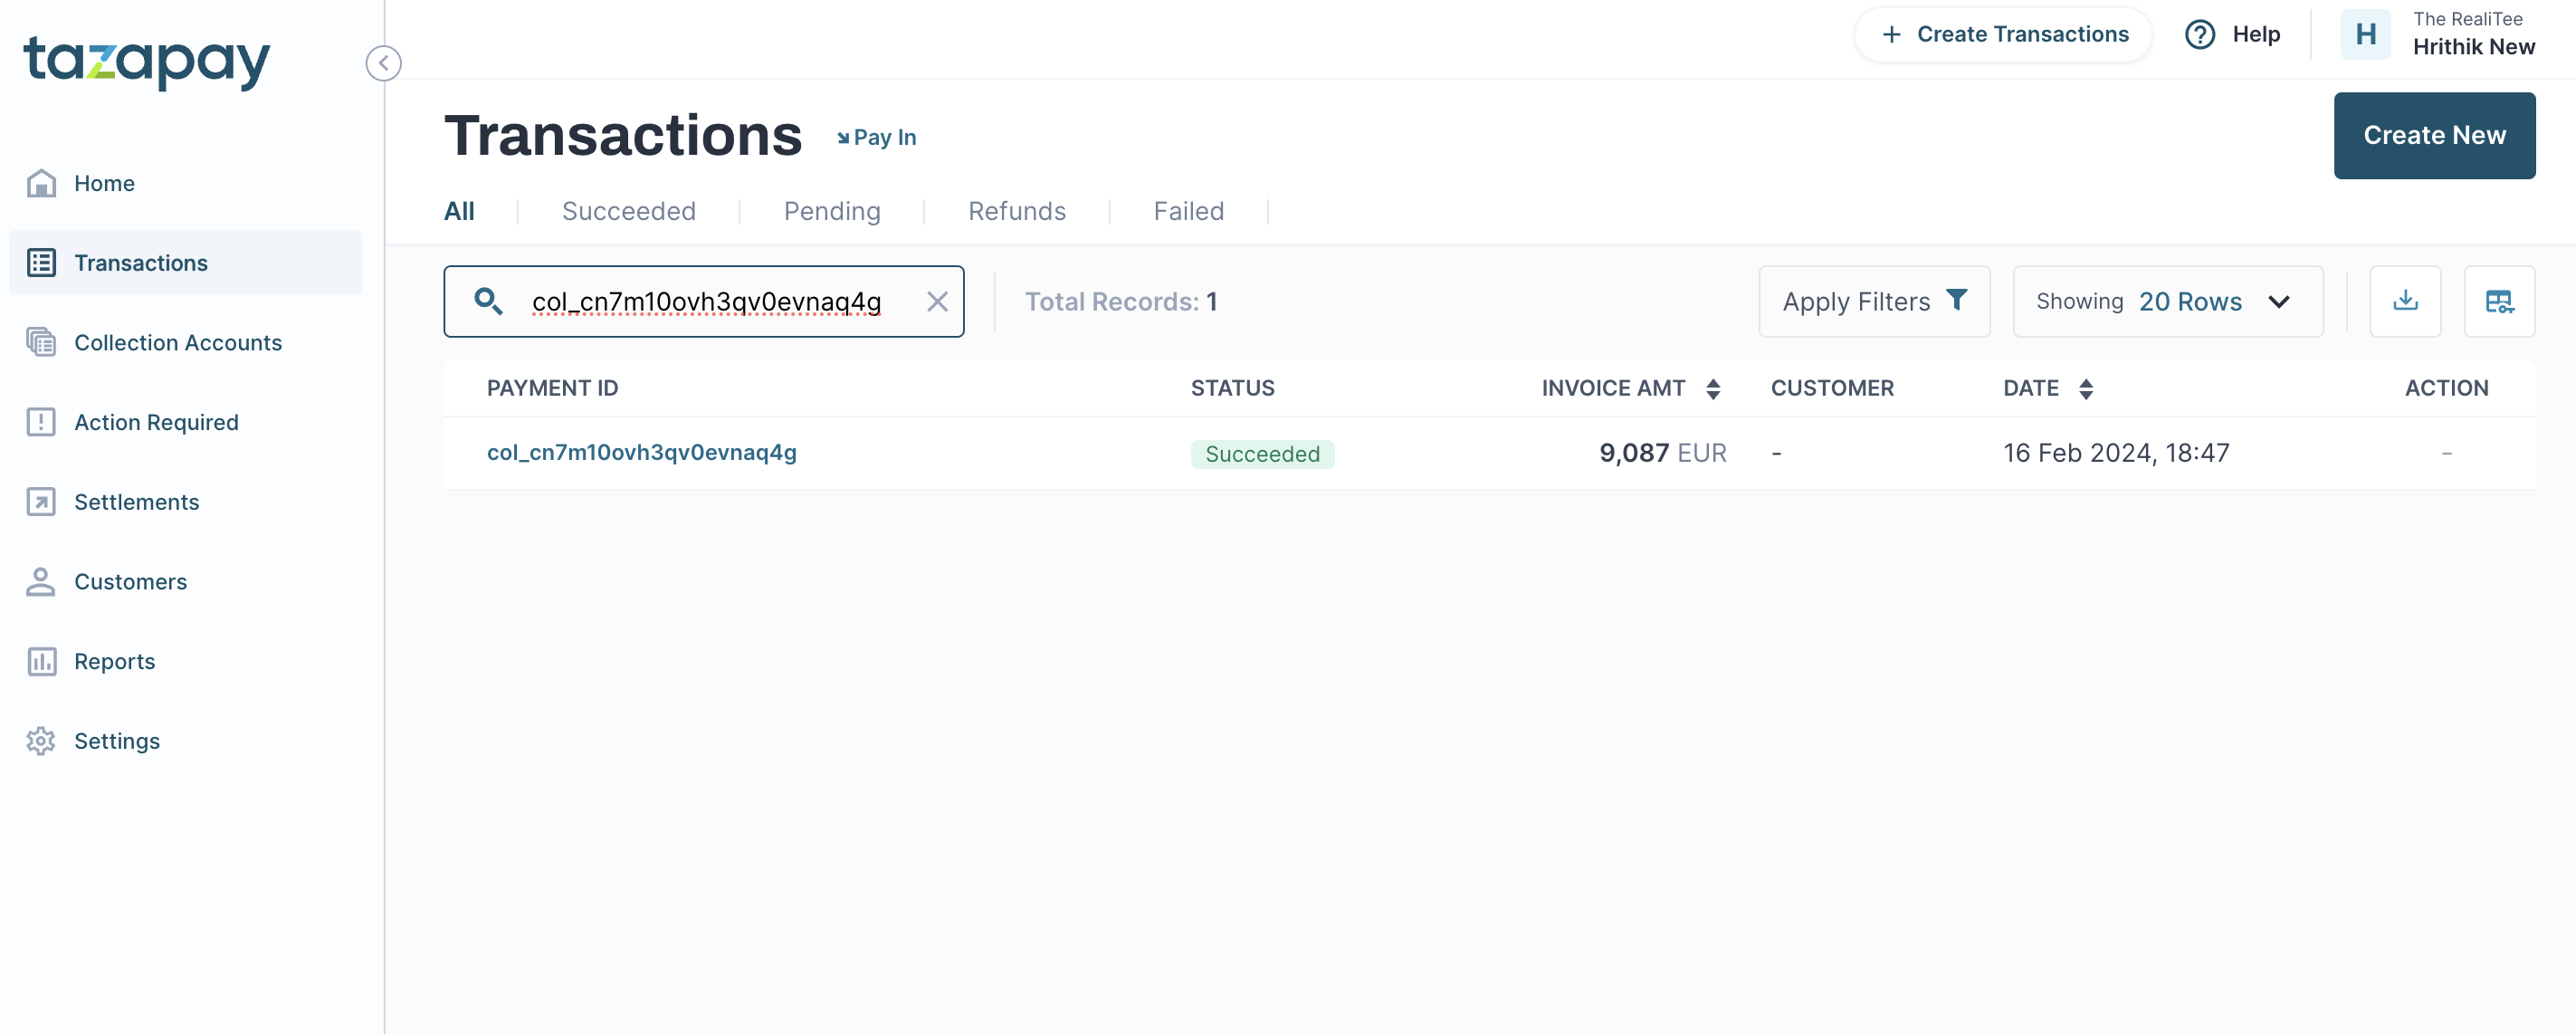 tazapay
Home
Transactions
Collection Accounts
Action Required
Settlements
Customers
Reports
Settings
+ Create Transactions
Help
H
The RealiTee
Hrithik New
Transactions
Pay In
Create New
All
Succeeded
Pending
Refunds
Failed
col_cn7m10ovh3qv0evnaq4g
Total Records: 1
Apply Filters
Showing 20 Rows
PAYMENT ID STATUS INVOICE AMT CUSTOMER DATE ACTION
col_cn7m10ovh3qv0evnaq4g Succeeded 9,087 EUR - 16 Feb 2024, 18:47 -